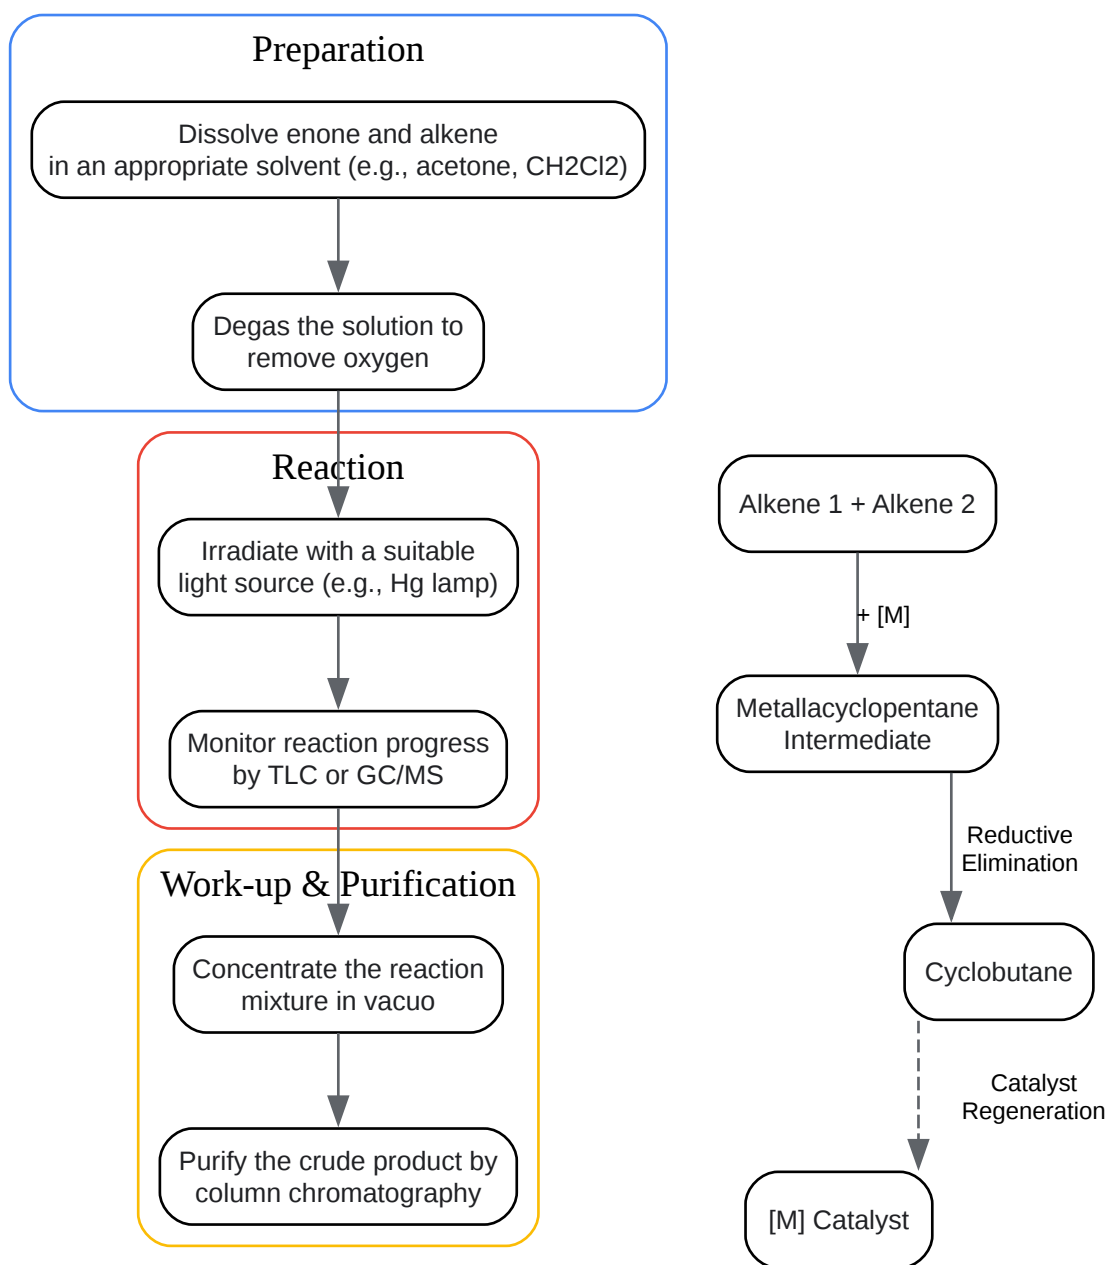 Preparation
Dissolve enone and alkene
in an appropriate solvent (e.g., acetone, CH2Cl2)
Degas the solution to
remove oxygen
Reaction
Irradiate with a suitable
light source (e.g., Hg lamp)
Monitor reaction progress
by TLC or GC/MS
Work-up & Purification
Concentrate the reaction
mixture in vacuo
Purify the crude product by
column chromatography
Alkene 1 + Alkene 2
+ [M]
Metallacyclopentane
Intermediate
Reductive
Elimination
Cyclobutane
Catalyst
Regeneration
[M] Catalyst